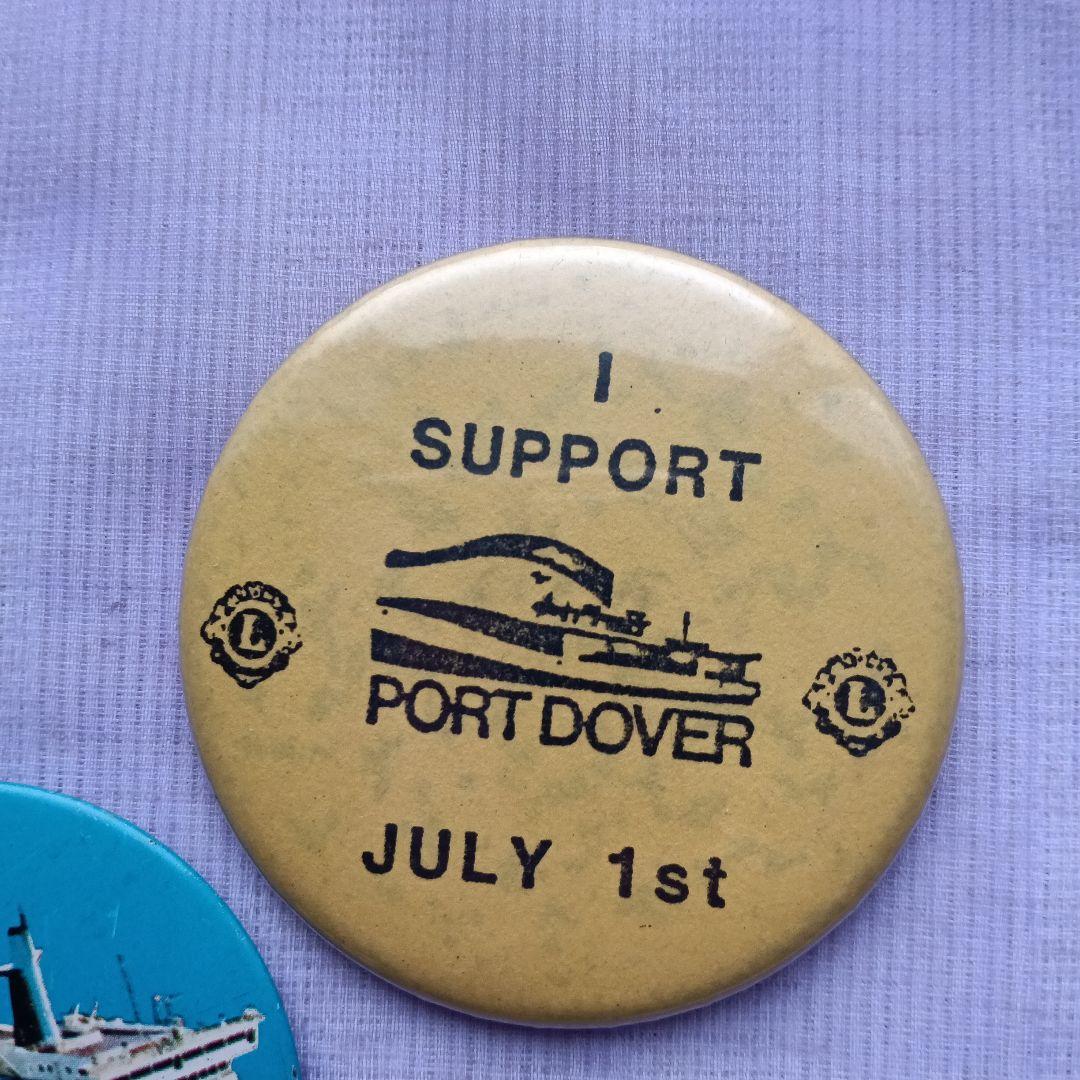 I
SUPPORT
L
L
PORT DOVER
JULY 1st